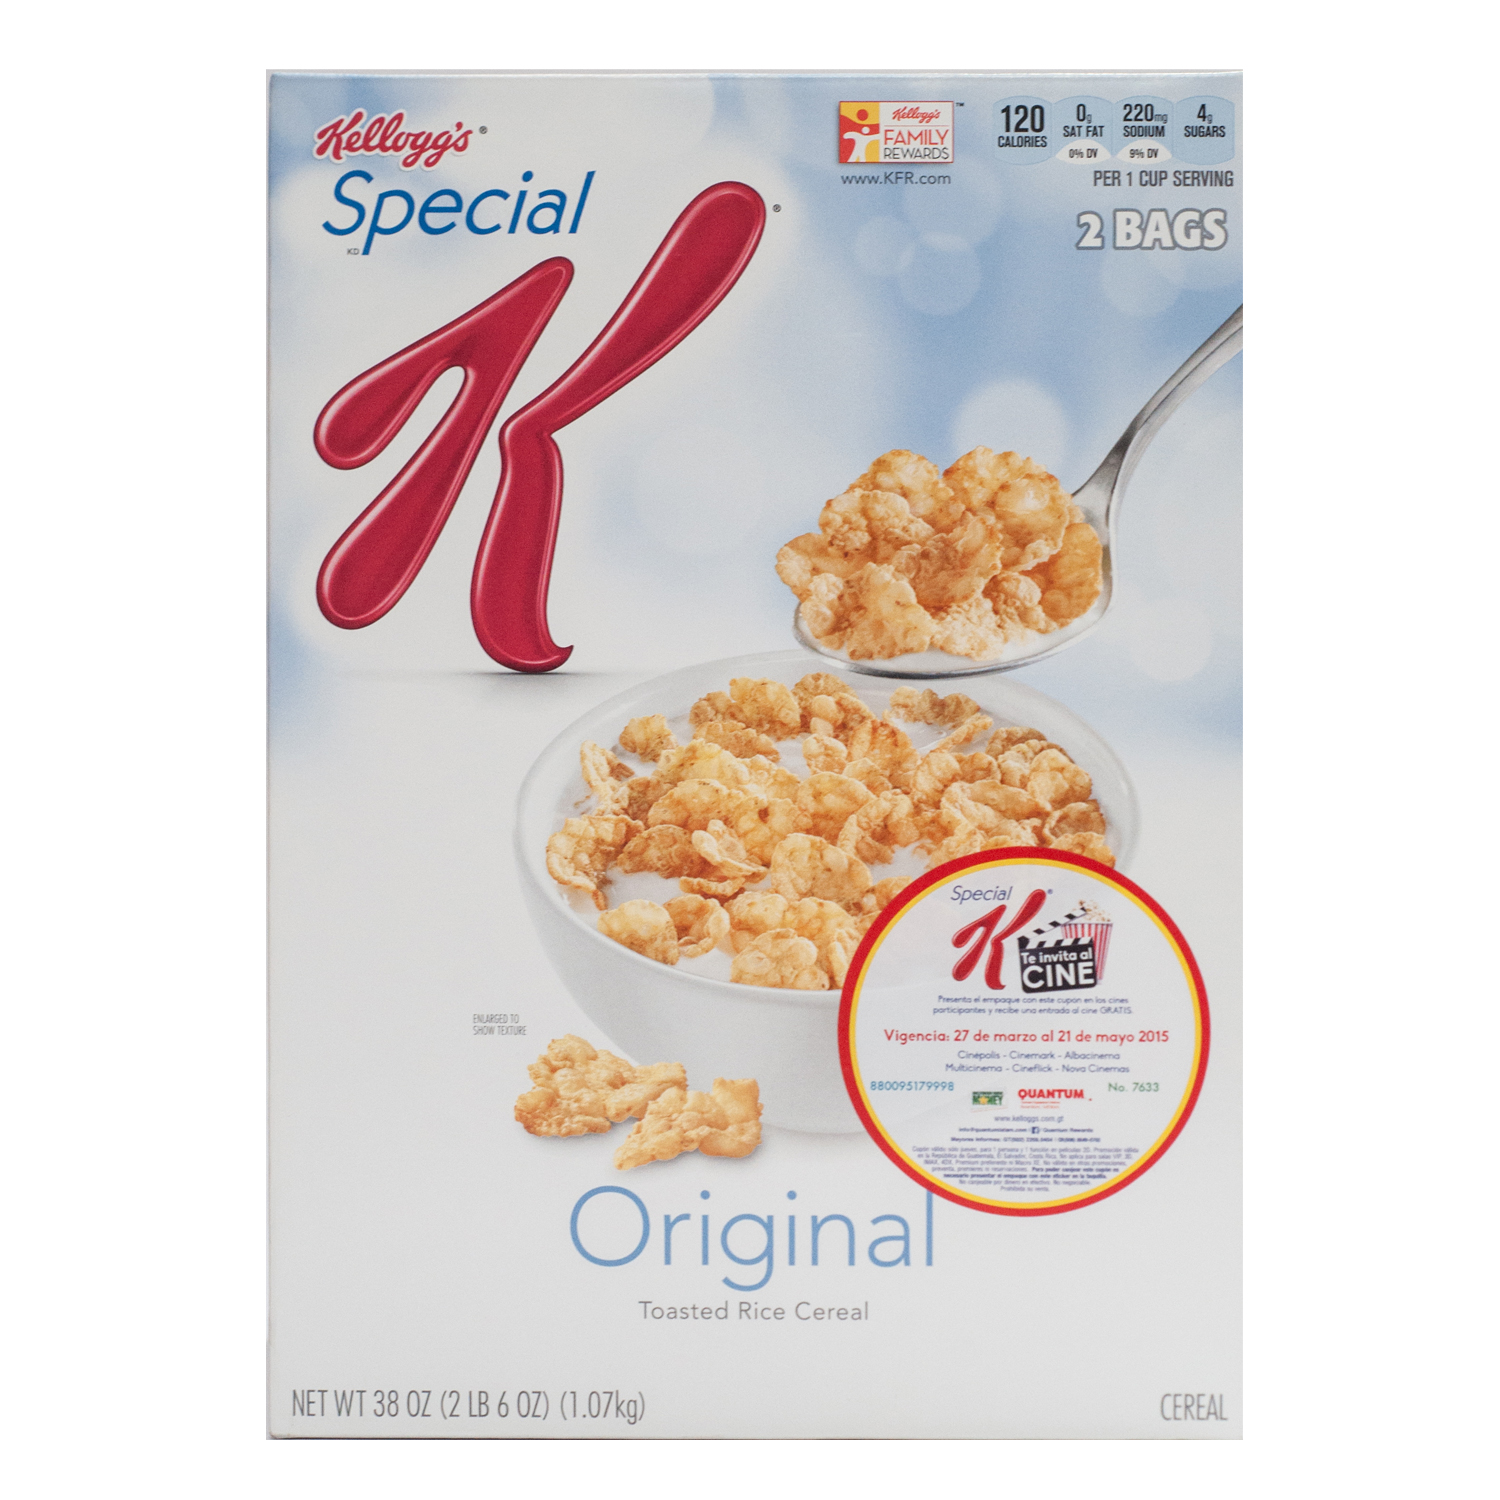 Kellogg's®
Special
KD
K®
Kellogg's™
FAMILY
REWARDS
www.KFR.com
120
CALORIES
0g
SAT FAT
0% DV
220mg
SODIUM
9% DV
4g
SUGARS
PER 1 CUP SERVING
2 BAGS
ENLARGED TO
SHOW TEXTURE
Special
K®
Te invita al
CINE
Presenta el empaque con este cupón en los cines
participantes y recibe una entrada al cine GRATIS.
Vigencia: 27 de marzo al 21 de mayo 2015
Cinépolis - Cinemark - Albacinema
Multicinema - Cineflick - Nova Cinemas
880095179998
No. 7633
QUANTUM
www.kelloggs.com.gt
Original
Toasted Rice Cereal
NET WT 38 OZ (2 LB 6 OZ) (1.07kg)
CEREAL